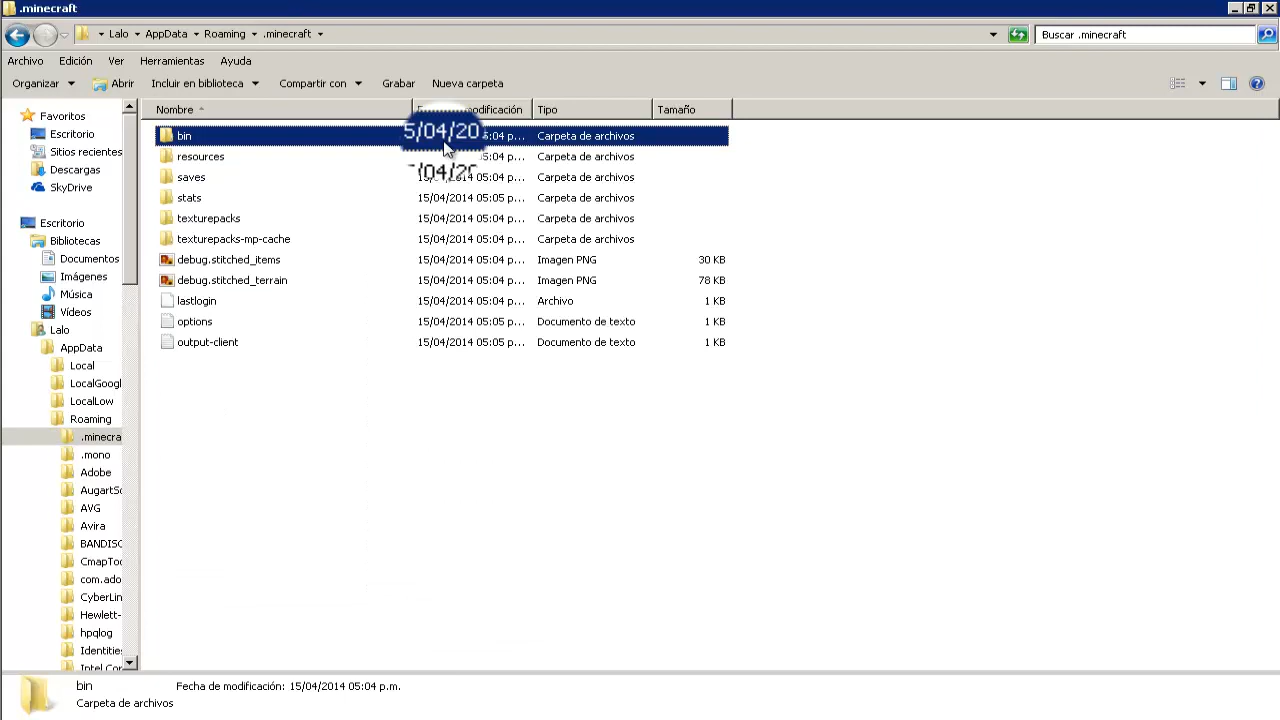 .minecraft
Lalo AppData Roaming .minecraft
Buscar .minecraft
Archivo Edición Ver Herramientas Ayuda
Organizar Abrir Incluir en biblioteca Compartir con Grabar Nueva carpeta
Nombre modificación Tipo Tamaño
Favoritos
Escritorio
Sitios recientes
Descargas
SkyDrive
Escritorio
Bibliotecas
Documentos
Imágenes
Música
Vídeos
Lalo
AppData
Local
LocalGoogl
LocalLow
Roaming
.minecra
.mono
Adobe
AugartSo
AVG
Avira
BANDISC
CmapToo
com.ado
CyberLin
Hewlett-
hpqlog
Identities
Intel Cor
bin 5/04/20 5:04 p... Carpeta de archivos
resources /04/20 5:04 p... Carpeta de archivos
saves 15/04/2014 05:04 p... Carpeta de archivos
stats 15/04/2014 05:05 p... Carpeta de archivos
texturepacks 15/04/2014 05:04 p... Carpeta de archivos
texturepacks-mp-cache 15/04/2014 05:04 p... Carpeta de archivos
debug.stitched_items 15/04/2014 05:04 p... Imagen PNG 30 KB
debug.stitched_terrain 15/04/2014 05:04 p... Imagen PNG 78 KB
lastlogin 15/04/2014 05:04 p... Archivo 1 KB
options 15/04/2014 05:05 p... Documento de texto 1 KB
output-client 15/04/2014 05:05 p... Documento de texto 1 KB
bin Fecha de modificación: 15/04/2014 05:04 p.m.
Carpeta de archivos